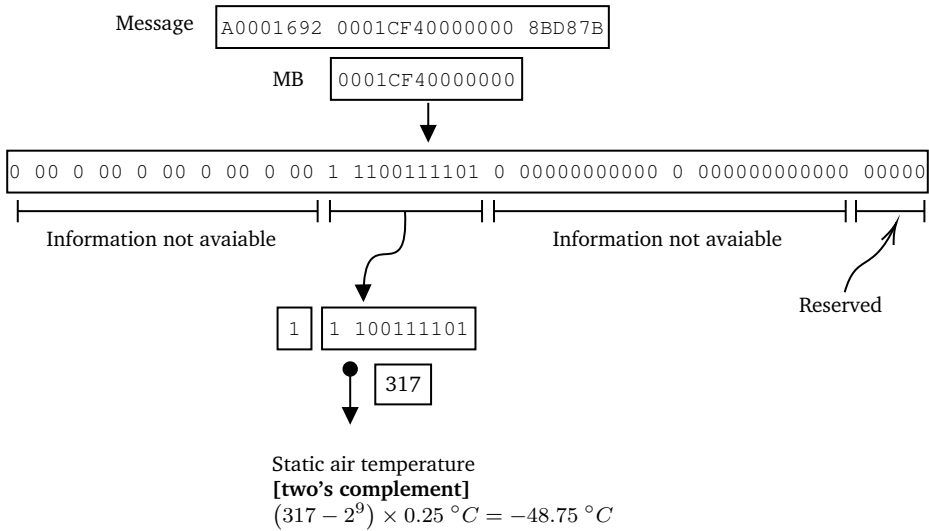 Message A0001692 0001CF40000000 8BD87B
MB 0001CF40000000
0 00 0 00 0 00 0 00 0 00 1 1100111101 0 00000000000 0 000000000000 00000
Information not avaiable Information not avaiable
Reserved
1 1 100111101
317
Static air temperature
[two's complement]
(317 − 2⁹) × 0.25 °C = −48.75 °C